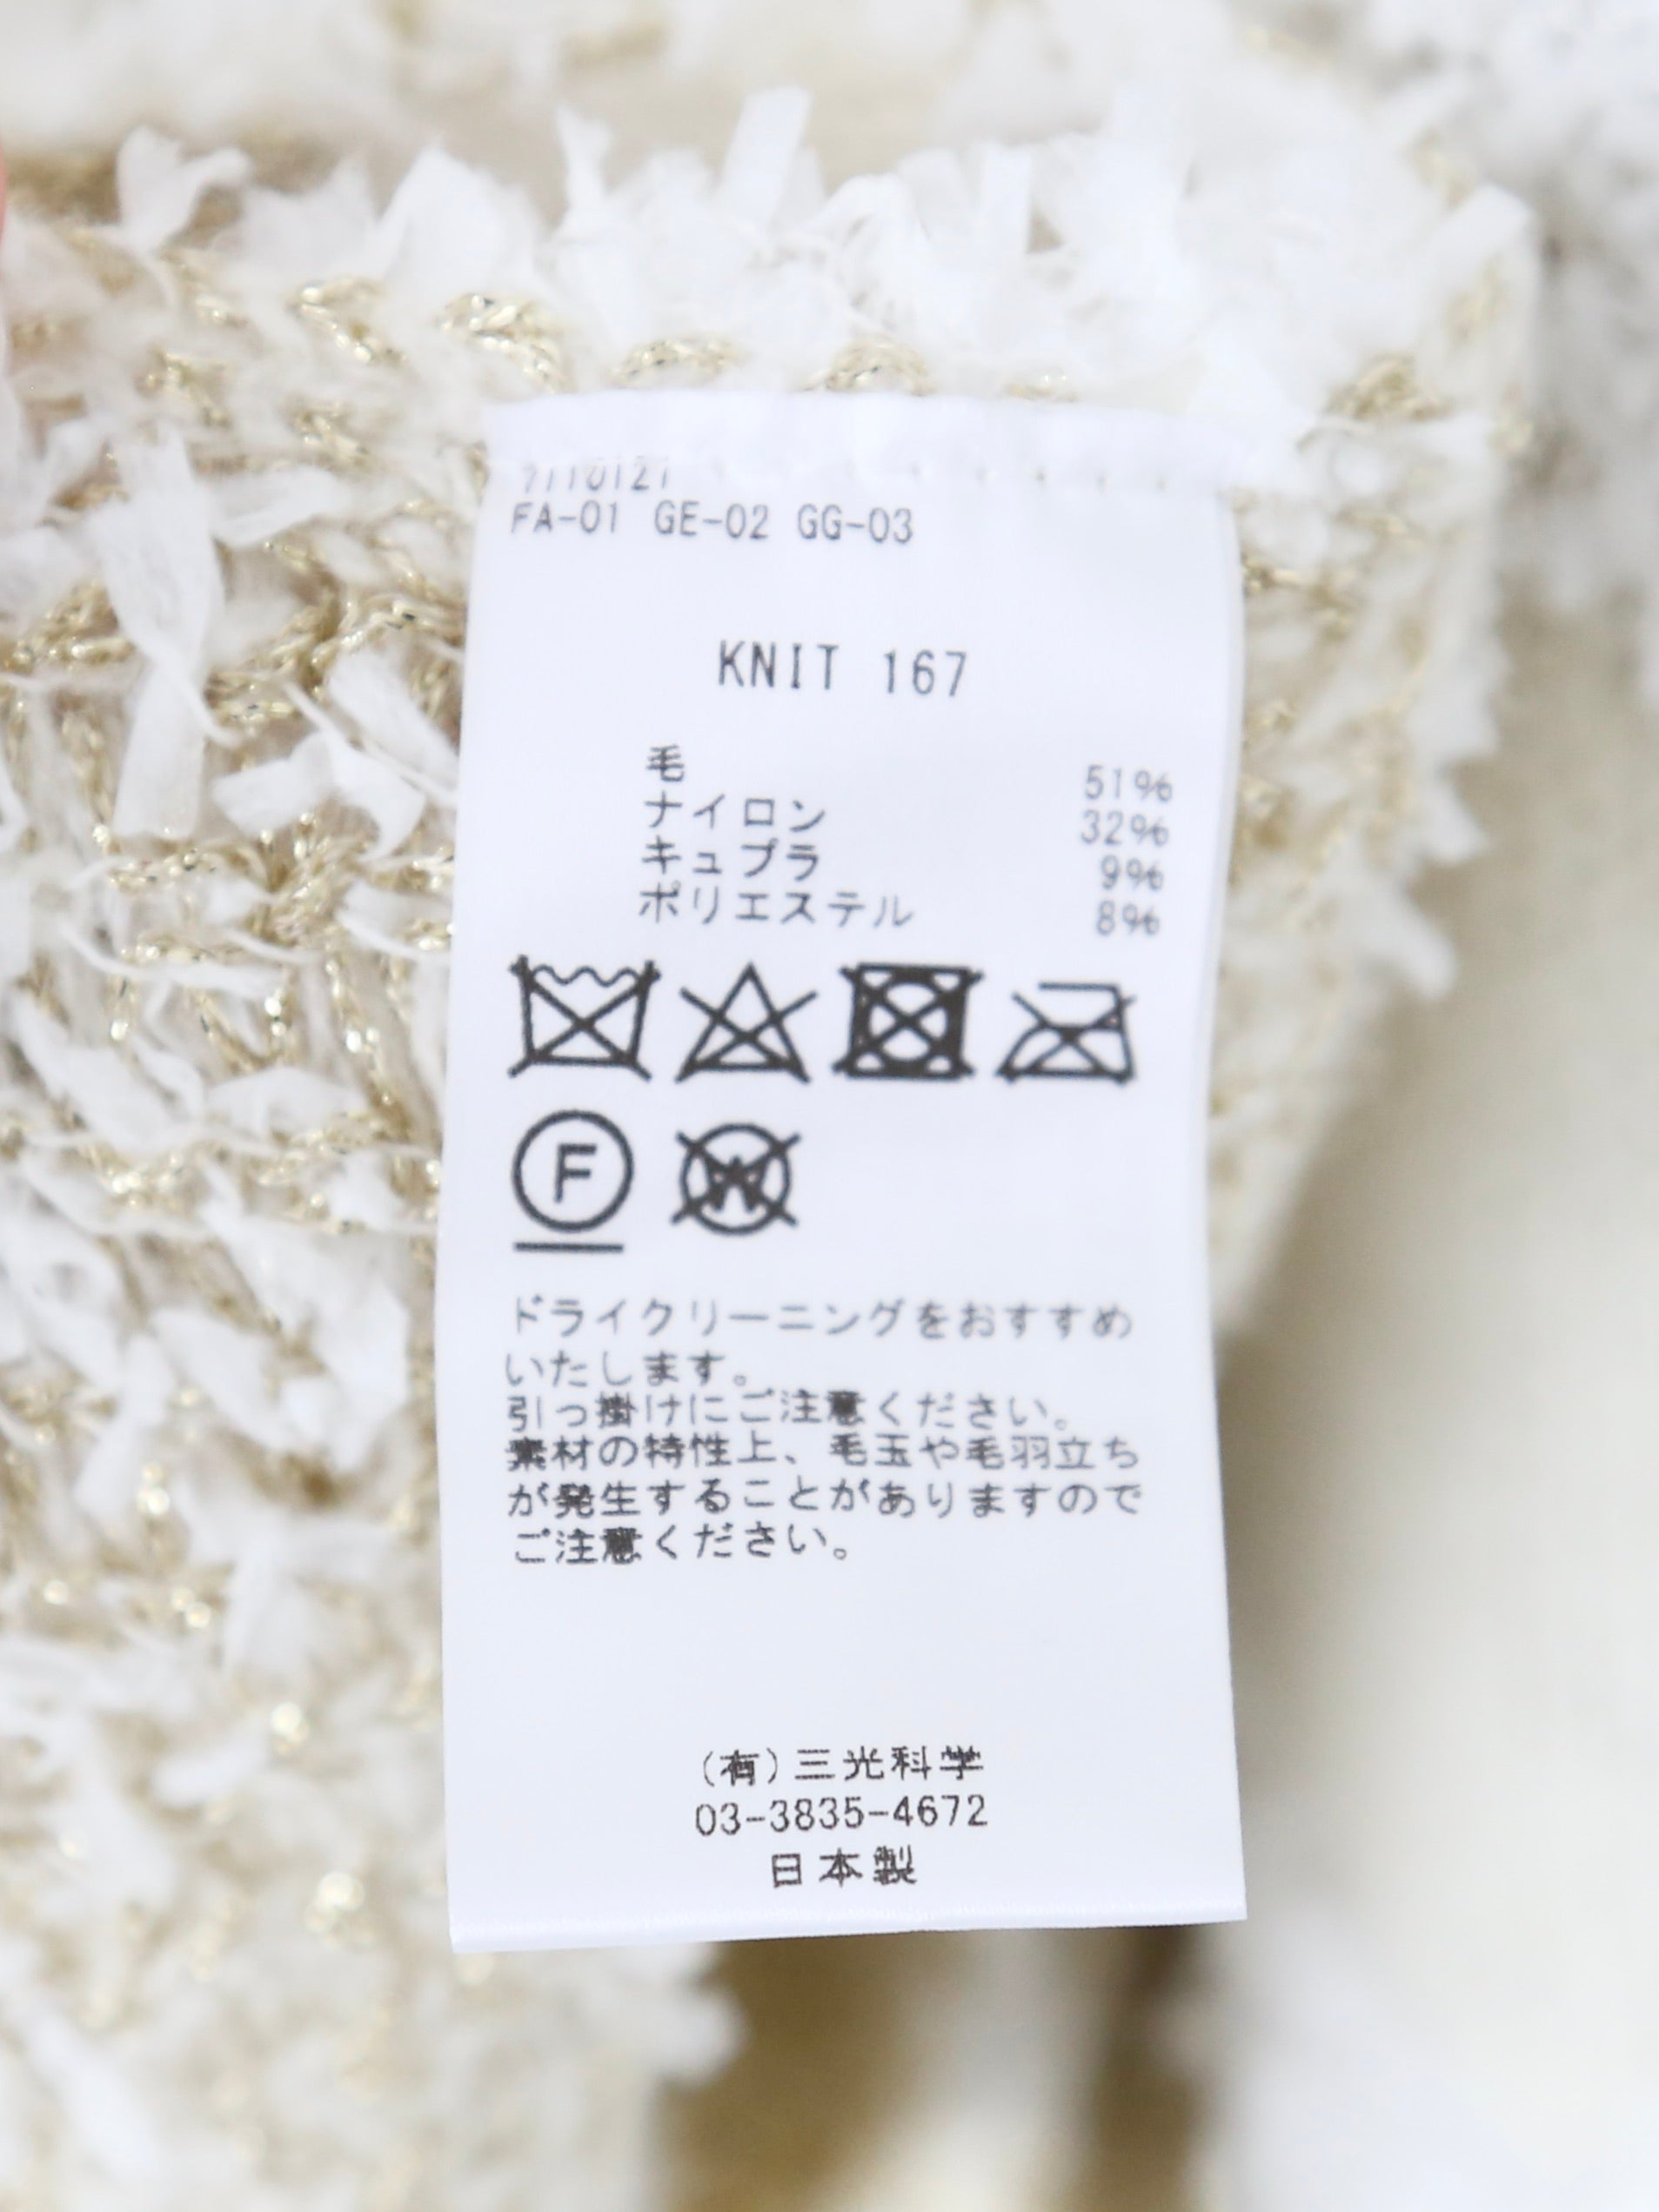 7110127
FA-01 GE-02 GG-03
KNIT 167
毛 51%
ナイロン 32%
キュプラ 9%
ポリエステル 8%
F W
ドライクリーニングをおすすめ
いたします。
引っ掛けにご注意ください。
素材の特性上、毛玉や毛羽立ち
が発生することがありますので
ご注意ください。
(有)三光科学
03-3835-4672
日本製